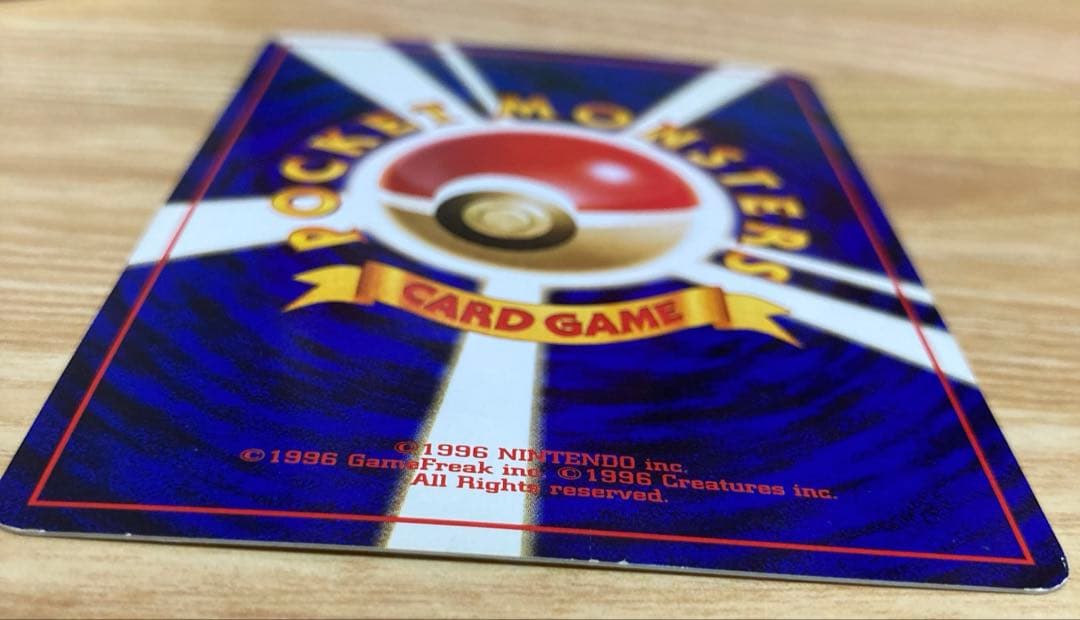 POCKET MONSTERS
CARD GAME
©1996 NINTENDO inc.
©1996 GameFreak inc. ©1996 Creatures inc.
All Rights reserved.